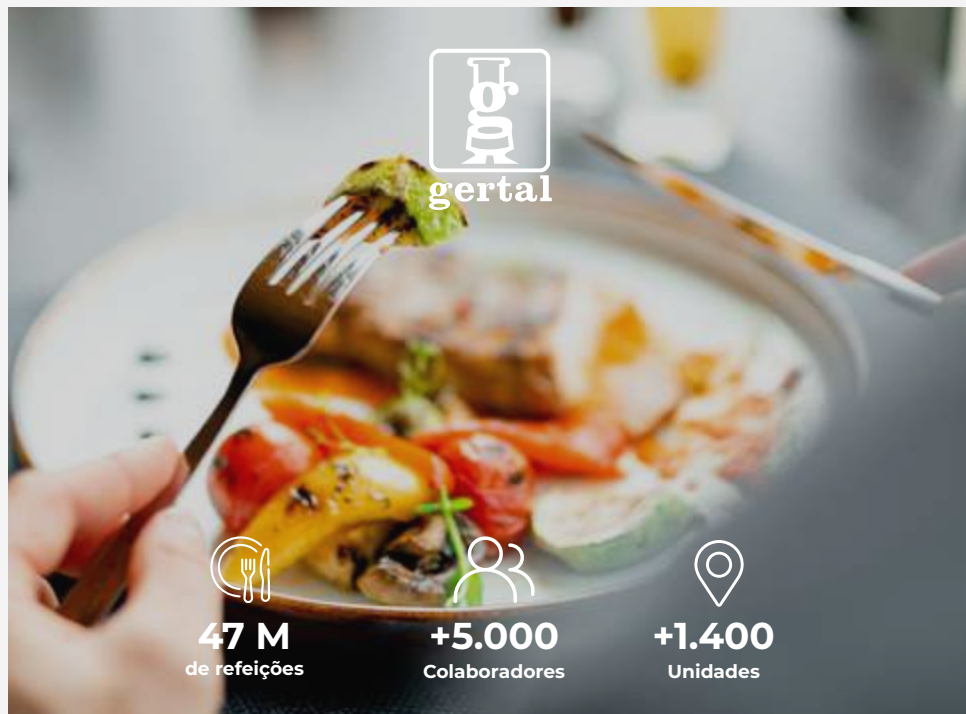 gertal
47 M
de refeições
+5.000
Colaboradores
+1.400
Unidades